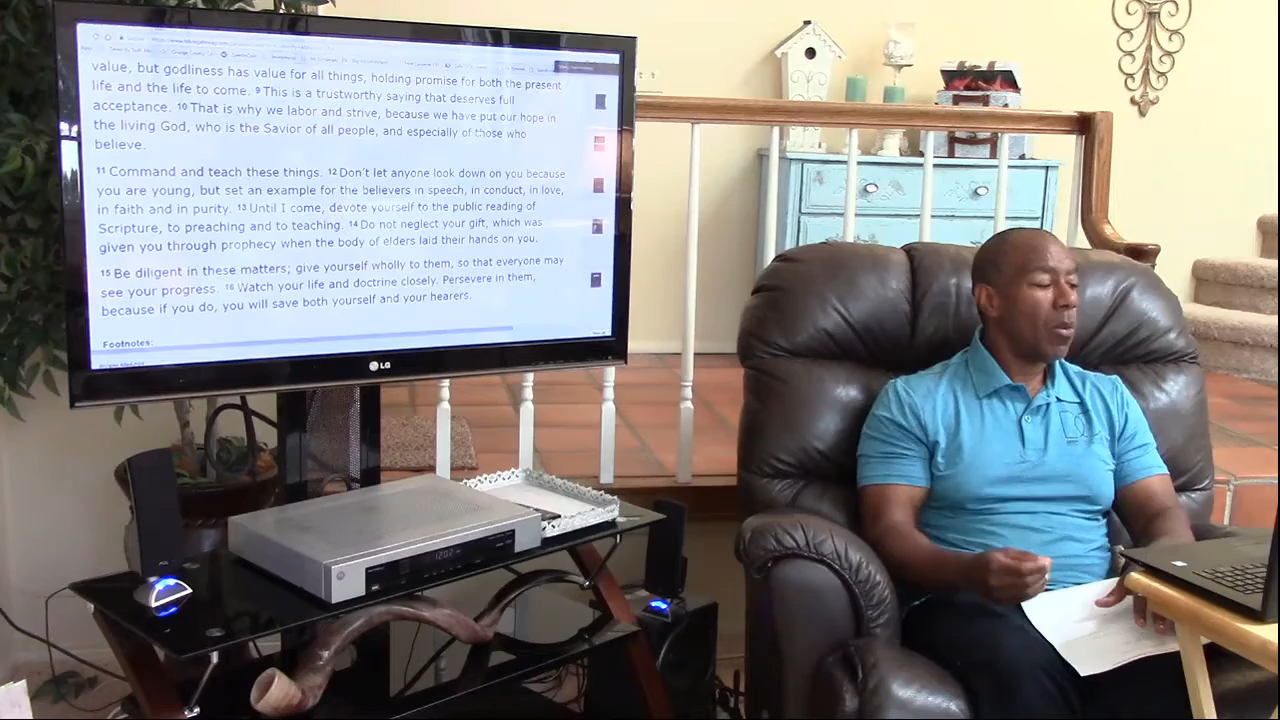 value, but godliness has value for all things, holding promise for both the present
life and the life to come. 9 This is a trustworthy saying that deserves full
acceptance. 10 That is why we labor and strive, because we have put our hope in
the living God, who is the Savior of all people, and especially of those who
believe.
11 Command and teach these things. 12 Don't let anyone look down on you because
you are young, but set an example for the believers in speech, in conduct, in love,
in faith and in purity. 13 Until I come, devote yourself to the public reading of
Scripture, to preaching and to teaching. 14 Do not neglect your gift, which was
given you through prophecy when the body of elders laid their hands on you.
15 Be diligent in these matters; give yourself wholly to them, so that everyone may
see your progress. 16 Watch your life and doctrine closely. Persevere in them,
because if you do, you will save both yourself and your hearers.
Footnotes:
LG
12:02